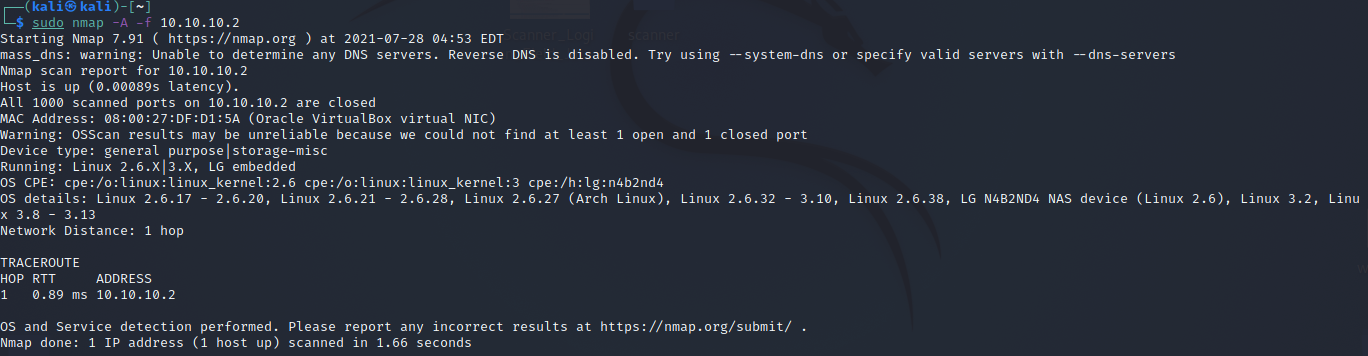 ┌──(kali㉿kali)-[~]
└─$ sudo nmap -A -f 10.10.10.2
Starting Nmap 7.91 ( https://nmap.org ) at 2021-07-28 04:53 EDT
mass_dns: warning: Unable to determine any DNS servers. Reverse DNS is disabled. Try using --system-dns or specify valid servers with --dns-servers
Nmap scan report for 10.10.10.2
Host is up (0.00089s latency).
All 1000 scanned ports on 10.10.10.2 are closed
MAC Address: 08:00:27:DF:D1:5A (Oracle VirtualBox virtual NIC)
Warning: OSScan results may be unreliable because we could not find at least 1 open and 1 closed port
Device type: general purpose|storage-misc
Running: Linux 2.6.X|3.X, LG embedded
OS CPE: cpe:/o:linux:linux_kernel:2.6 cpe:/o:linux:linux_kernel:3 cpe:/h:lg:n4b2nd4
OS details: Linux 2.6.17 - 2.6.20, Linux 2.6.21 - 2.6.28, Linux 2.6.27 (Arch Linux), Linux 2.6.32 - 3.10, Linux 2.6.38, LG N4B2ND4 NAS device (Linux 2.6), Linux 3.2, Linu
x 3.8 - 3.13
Network Distance: 1 hop

TRACEROUTE
HOP RTT     ADDRESS
1   0.89 ms 10.10.10.2

OS and Service detection performed. Please report any incorrect results at https://nmap.org/submit/ .
Nmap done: 1 IP address (1 host up) scanned in 1.66 seconds